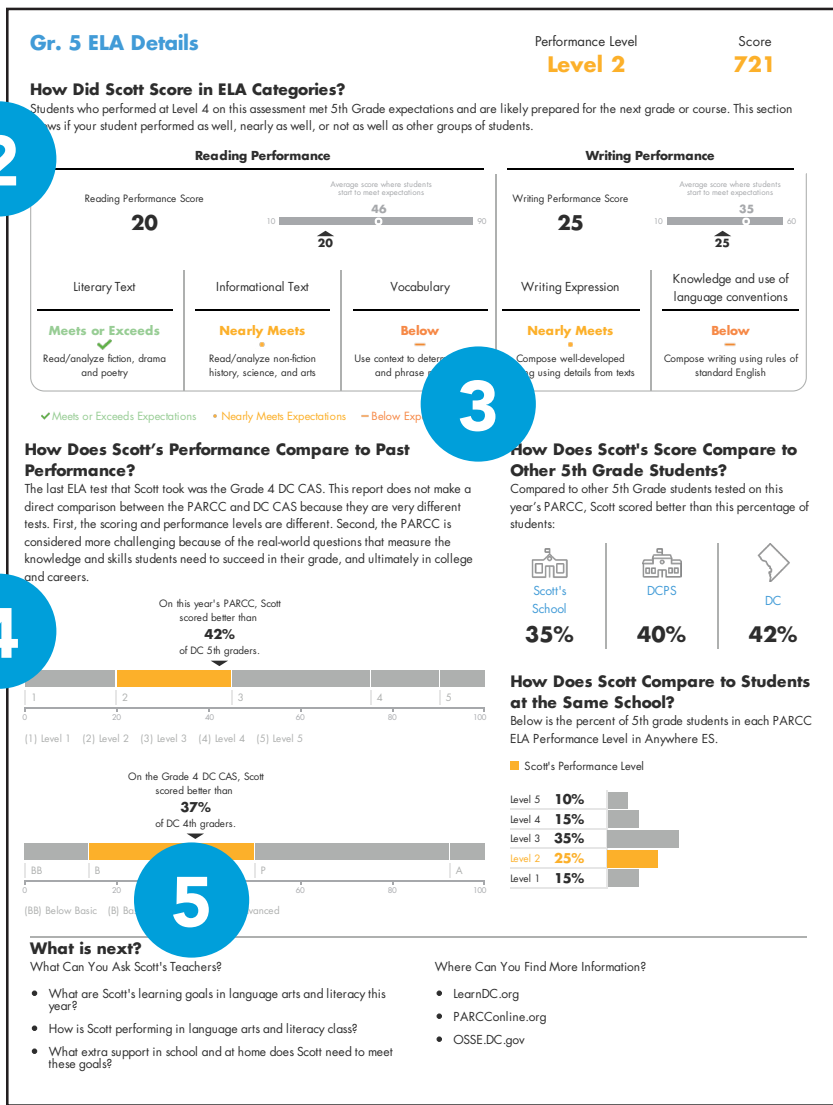 Gr. 5 ELA Details
Performance Level
Level 2
Score
721
How Did Scott Score in ELA Categories?
Students who performed at Level 4 on this assessment met 5th Grade expectations and are likely prepared for the next grade or course. This section
if your student performed as well, nearly as well, or not as well as other groups of students.
2
Reading Performance
Reading Performance Score
20
Average score where students
start to meet expectations
46
10 90
20
Writing Performance
Writing Performance Score
25
Average score where students
start to meet expectations
35
10 60
25
Literary Text
Meets or Exceeds
Read/analyze fiction, drama
and poetry
Informational Text
Nearly Meets
Read/analyze non-fiction
history, science, and arts
Vocabulary
Below
Use context to
and phrase
Writing Expression
Nearly Meets
Compose well-developed
using details from texts
Knowledge and use of
language conventions
Below
Compose writing using rules of
standard English
Meets or Exceeds Expectations • Nearly Meets Expectations – Below
3
How Does Scott’s Performance Compare to Past
Performance?
The last ELA test that Scott took was the Grade 4 DC CAS. This report does not make a
direct comparison between the PARCC and DC CAS because they are very different
tests. First, the scoring and performance levels are different. Second, the PARCC is
considered more challenging because of the real-world questions that measure the
knowledge and skills students need to succeed in their grade, and ultimately in college
and careers.
4
On this year's PARCC, Scott
scored better than
42%
of DC 5th graders.
1 2 3 4 5
0 20 40 60 80 100
(1) Level 1 (2) Level 2 (3) Level 3 (4) Level 4 (5) Level 5
On the Grade 4 DC CAS, Scott
scored better than
37%
of DC 4th graders.
BB B P A
0 20 60 80 100
(BB) Below Basic (B)
5
How Does Scott's Score Compare to
Other 5th Grade Students?
Compared to other 5th Grade students tested on this
year’s PARCC, Scott scored better than this percentage of
students:
Scott's
School
35%
DCPS
40%
DC
42%
How Does Scott Compare to Students
at the Same School?
Below is the percent of 5th grade students in each PARCC
ELA Performance Level in Anywhere ES.
Scott's Performance Level
Level 5 10%
Level 4 15%
Level 3 35%
Level 2 25%
Level 1 15%
What is next?
What Can You Ask Scott's Teachers?
• What are Scott's learning goals in language arts and literacy this
year?
• How is Scott performing in language arts and literacy class?
• What extra support in school and at home does Scott need to meet
these goals?
Where Can You Find More Information?
• LearnDC.org
• PARCConline.org
• OSSE.DC.gov